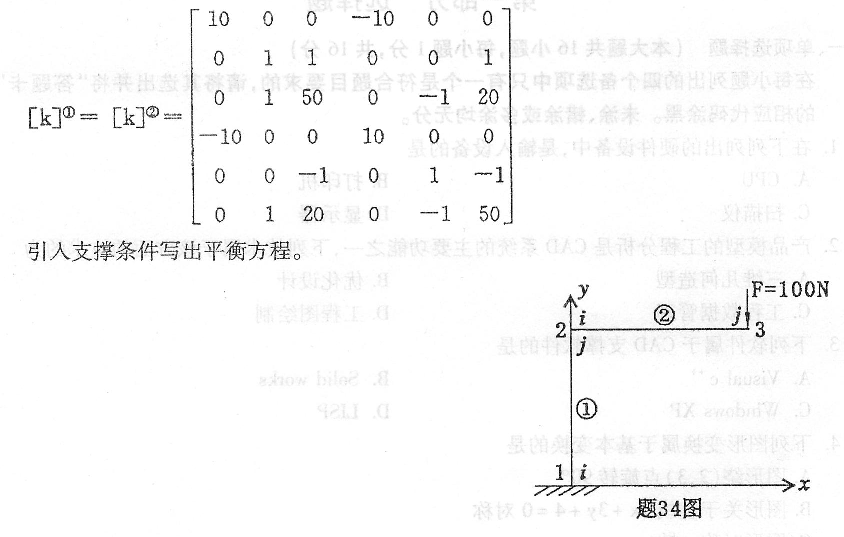 10 0 0 −10 0 0
0 1 1 0 0 1
0 1 50 0 −1 20
[k]①= [k]②=
−10 0 0 10 0 0
0 0 −1 0 1 −1
0 1 20 0 −1 50
引入支撑条件写出平衡方程。
y
F=100N
2 i ② j 3
j
①
1 i x
题34图